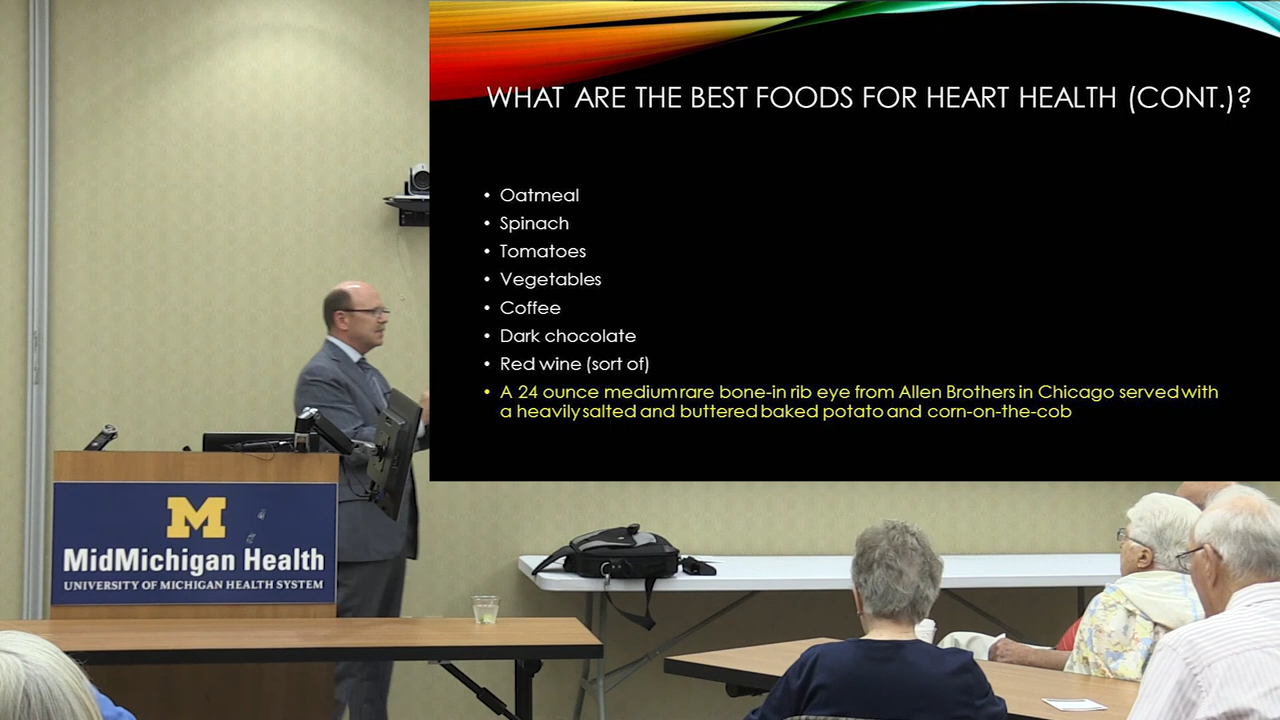 WHAT ARE THE BEST FOODS FOR HEART HEALTH (CONT.)?
• Oatmeal
• Spinach
• Tomatoes
• Vegetables
• Coffee
• Dark chocolate
• Red wine (sort of)
• A 24 ounce medium rare bone-in rib eye from Allen Brothers in Chicago served with
a heavily salted and buttered baked potato and corn-on-the-cob
M
MidMichigan Health
UNIVERSITY OF MICHIGAN HEALTH SYSTEM